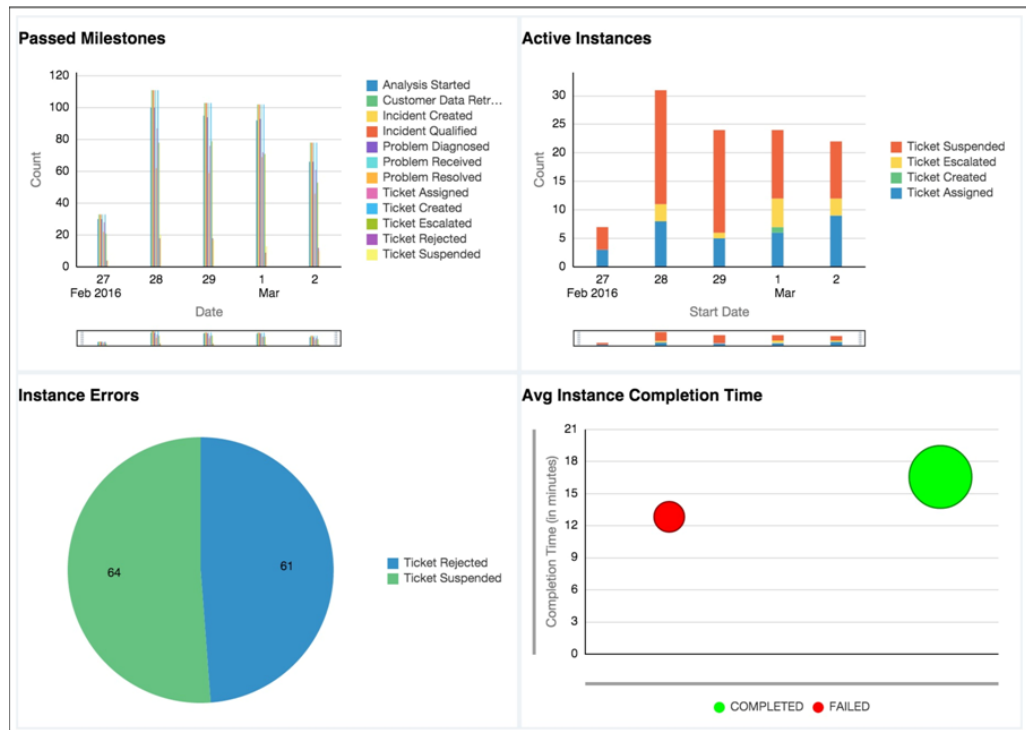 Passed Milestones
120
100
80
60
40
20
0
Count
27
28
29
1
2
Feb 2016
Mar
Date
Analysis Started
Customer Data Retr...
Incident Created
Incident Qualified
Problem Diagnosed
Problem Received
Problem Resolved
Ticket Assigned
Ticket Created
Ticket Escalated
Ticket Rejected
Ticket Suspended
Active Instances
30
25
20
15
10
5
0
Count
27
28
29
1
2
Feb 2016
Mar
Start Date
Ticket Suspended
Ticket Escalated
Ticket Created
Ticket Assigned
Instance Errors
64
61
Ticket Rejected
Ticket Suspended
Avg Instance Completion Time
21
18
15
12
9
6
3
0
Completion Time (in minutes)
COMPLETED
FAILED